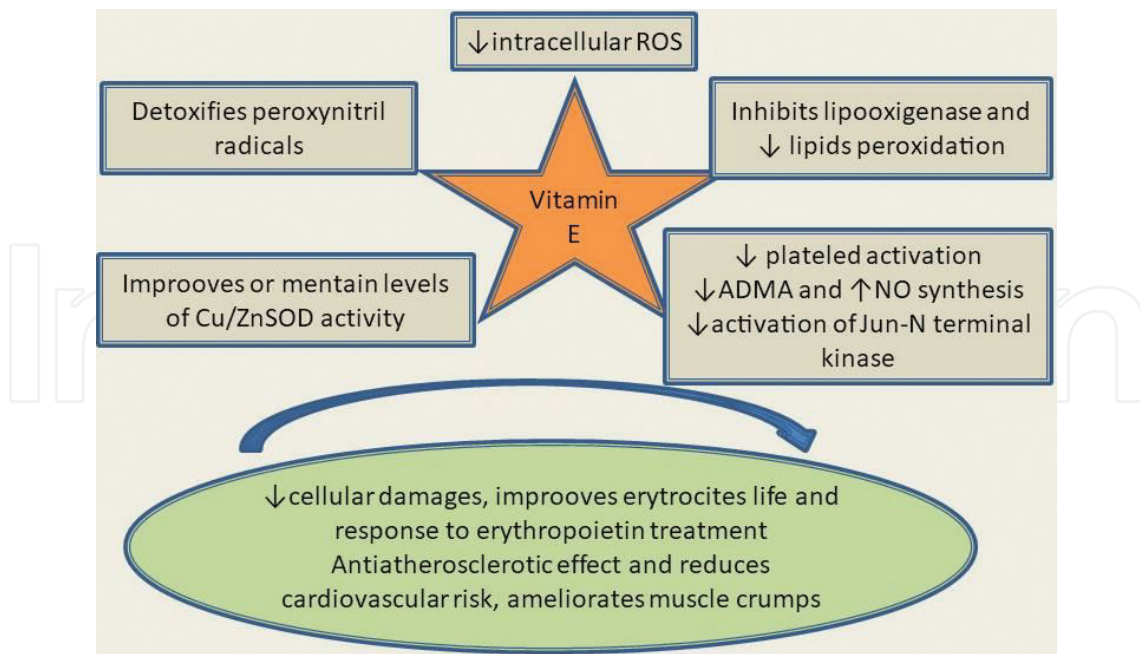 ↓intracellular ROS
Detoxifies peroxynitril
radicals
Inhibits lipooxigenase and
↓ lipids peroxidation
Vitamin
E
Improoves or mentain levels
of Cu/ZnSOD activity
↓ plateled activation
↓ADMA and ↑NO synthesis
↓activation of Jun-N terminal
kinase
↓cellular damages, improoves erytrocites life and
response to erythropoietin treatment
Antiatherosclerotic effect and reduces
cardiovascular risk, ameliorates muscle crumps